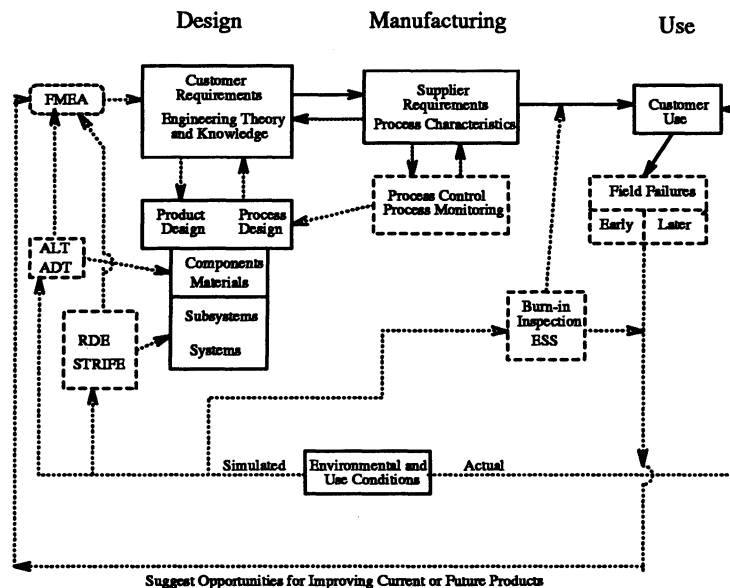 Design
Manufacturing
Use
FMEA
Customer
Requirements
Engineering Theory
and Knowledge
Supplier
Requirements
Process Characteristics
Customer
Use
Process Control
Process Monitoring
Field Failures
Early
Later
Product
Design
Process
Design
ALT
ADT
Components
Materials
Subsystems
Systems
RDE
STRIFE
Burn-in
Inspection
ESS
Simulated
Environmental and
Use Conditions
Actual
Suggest Opportunities for Improving Current or Future Products